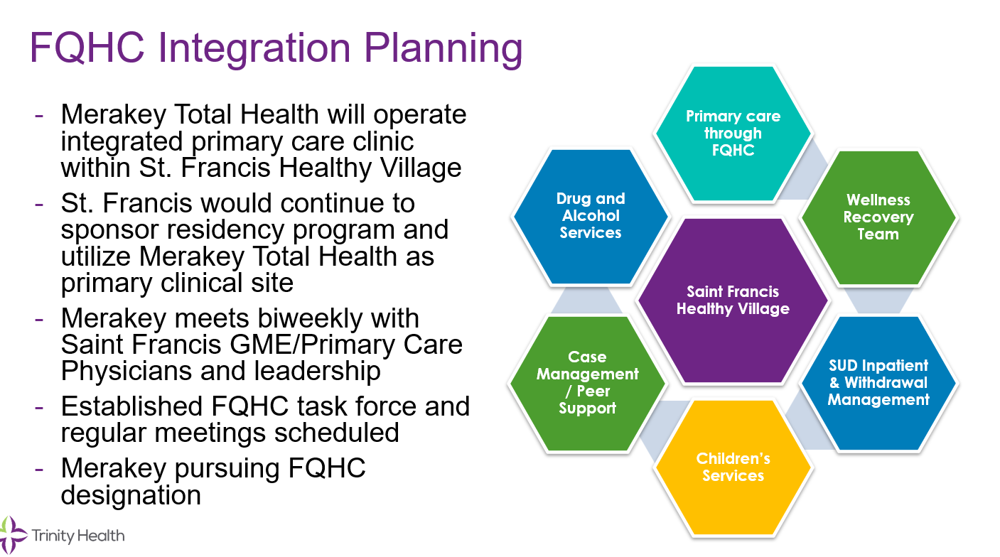 FQHC Integration Planning
- Merakey Total Health will operate
integrated primary care clinic
within St. Francis Healthy Village
- St. Francis would continue to
sponsor residency program and
utilize Merakey Total Health as
primary clinical site
- Merakey meets biweekly with
Saint Francis GME/Primary Care
Physicians and leadership
- Established FQHC task force and
regular meetings scheduled
- Merakey pursuing FQHC
designation
Primary care
through
FQHC
Wellness
Recovery
Team
SUD Inpatient
& Withdrawal
Management
Children’s
Services
Case
Management
/ Peer
Support
Drug and
Alcohol
Services
Saint Francis
Healthy Village
Trinity Health